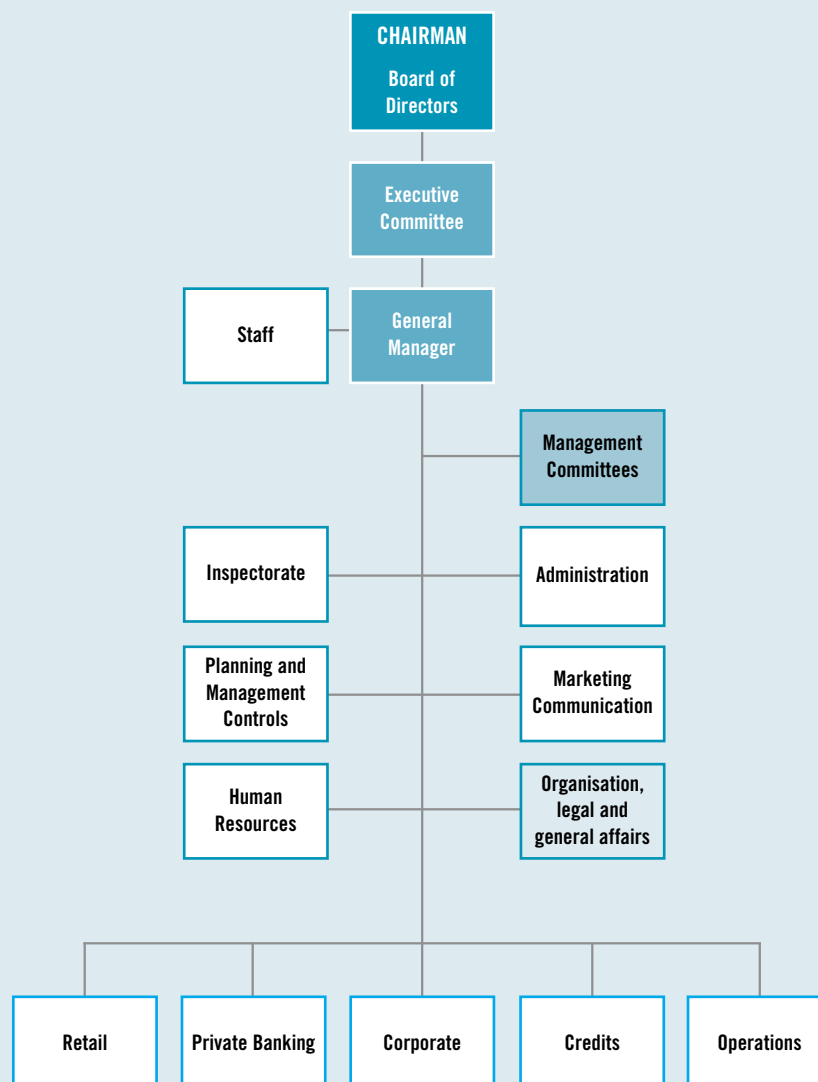 CHAIRMAN
Board of
Directors
Executive
Committee
Staff
General
Manager
Management
Committees
Inspectorate
Administration
Planning and
Management
Controls
Marketing
Communication
Human
Resources
Organisation,
legal and
general affairs
Retail
Private Banking
Corporate
Credits
Operations